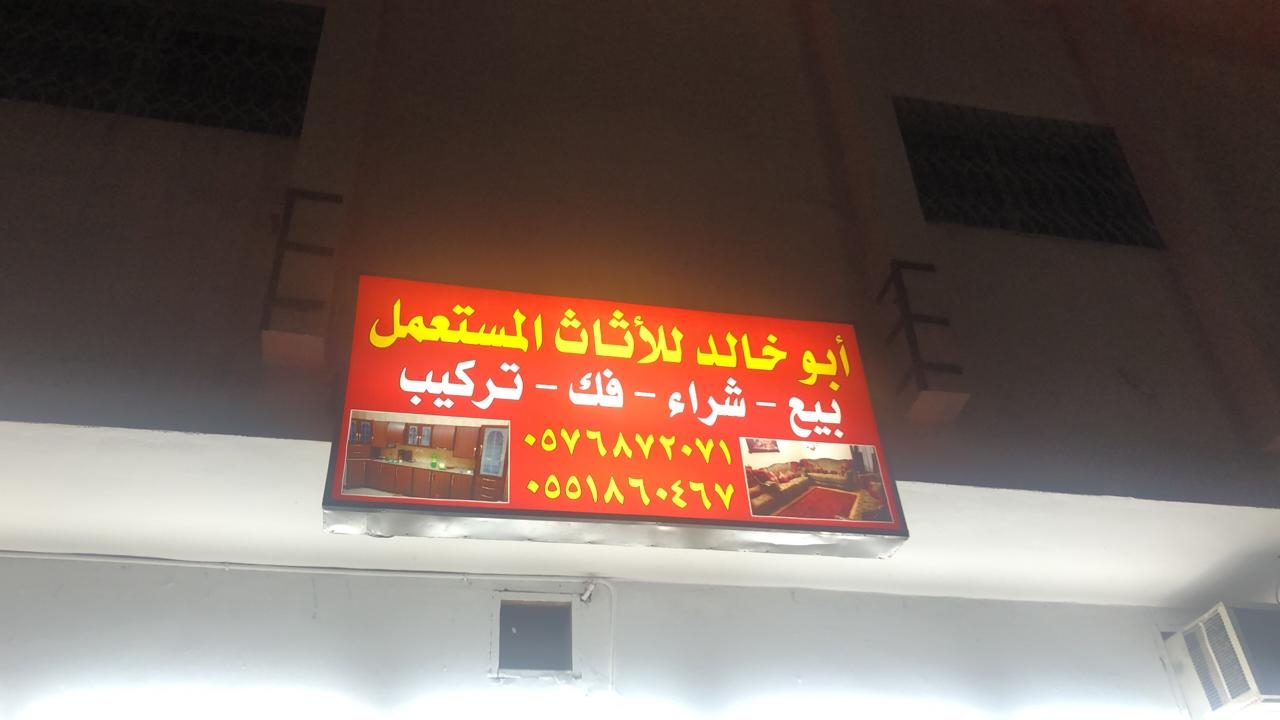 أبو خالد للأثاث المستعمل
بيع - شراء - فك - تركيب
٠٥٧٦٨٧٢٠٧١
٠٥٥١٨٦٠٤٦٧